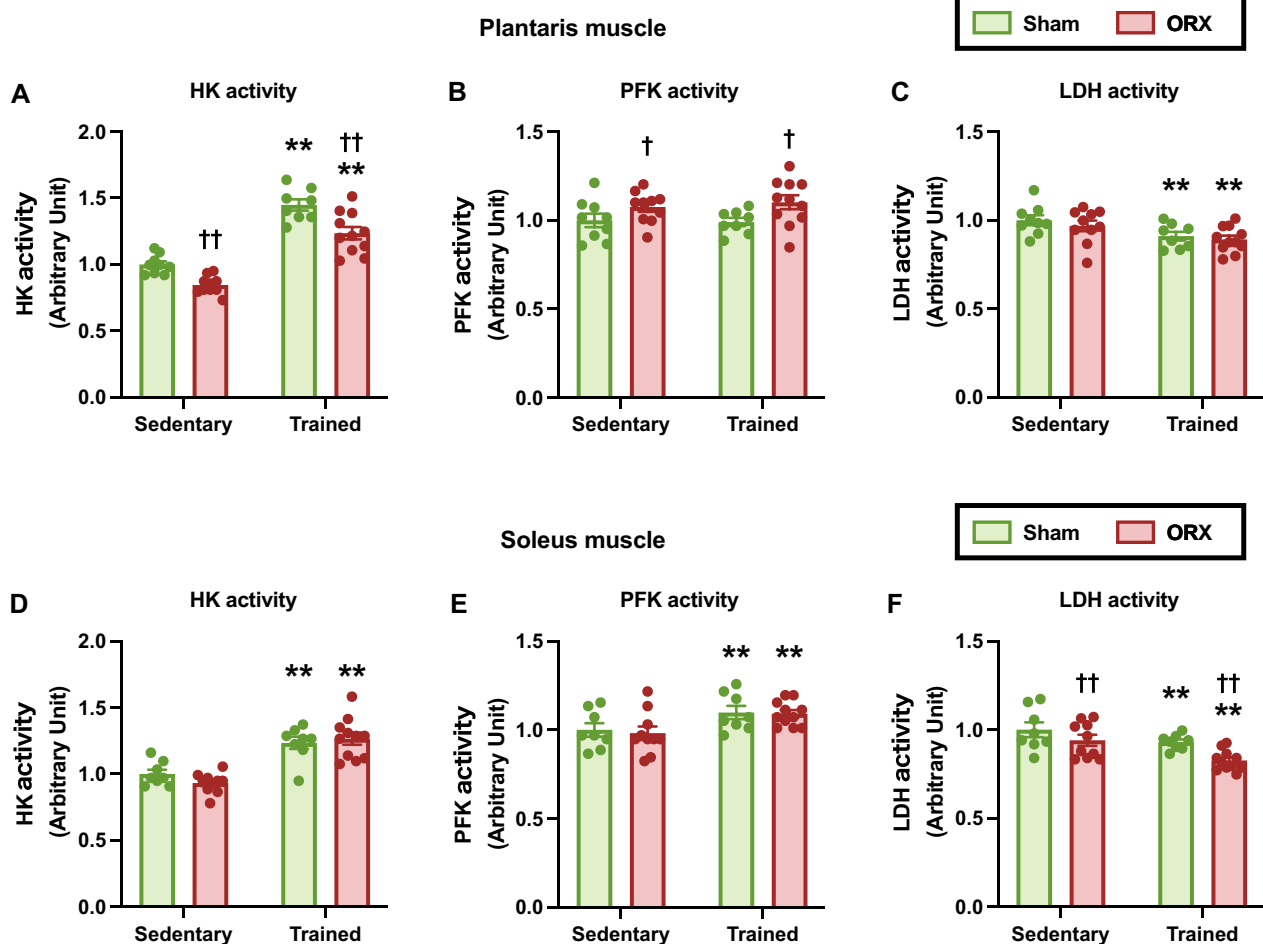 Plantaris muscle
Sham ORX
A HK activity
B PFK activity
C LDH activity
HK activity
(Arbitrary Unit)
2.0
1.5
1.0
0.5
0.0
**
††
**
††
Sedentary Trained
PFK activity
(Arbitrary Unit)
1.5
1.0
0.5
0.0
†
†
Sedentary Trained
LDH activity
(Arbitrary Unit)
1.5
1.0
0.5
0.0
** **
Sedentary Trained
Soleus muscle
Sham ORX
D HK activity
E PFK activity
F LDH activity
HK activity
(Arbitrary Unit)
2.0
1.5
1.0
0.5
0.0
** **
Sedentary Trained
PFK activity
(Arbitrary Unit)
1.5
1.0
0.5
0.0
** **
Sedentary Trained
LDH activity
(Arbitrary Unit)
1.5
1.0
0.5
0.0
††
**
††
**
Sedentary Trained